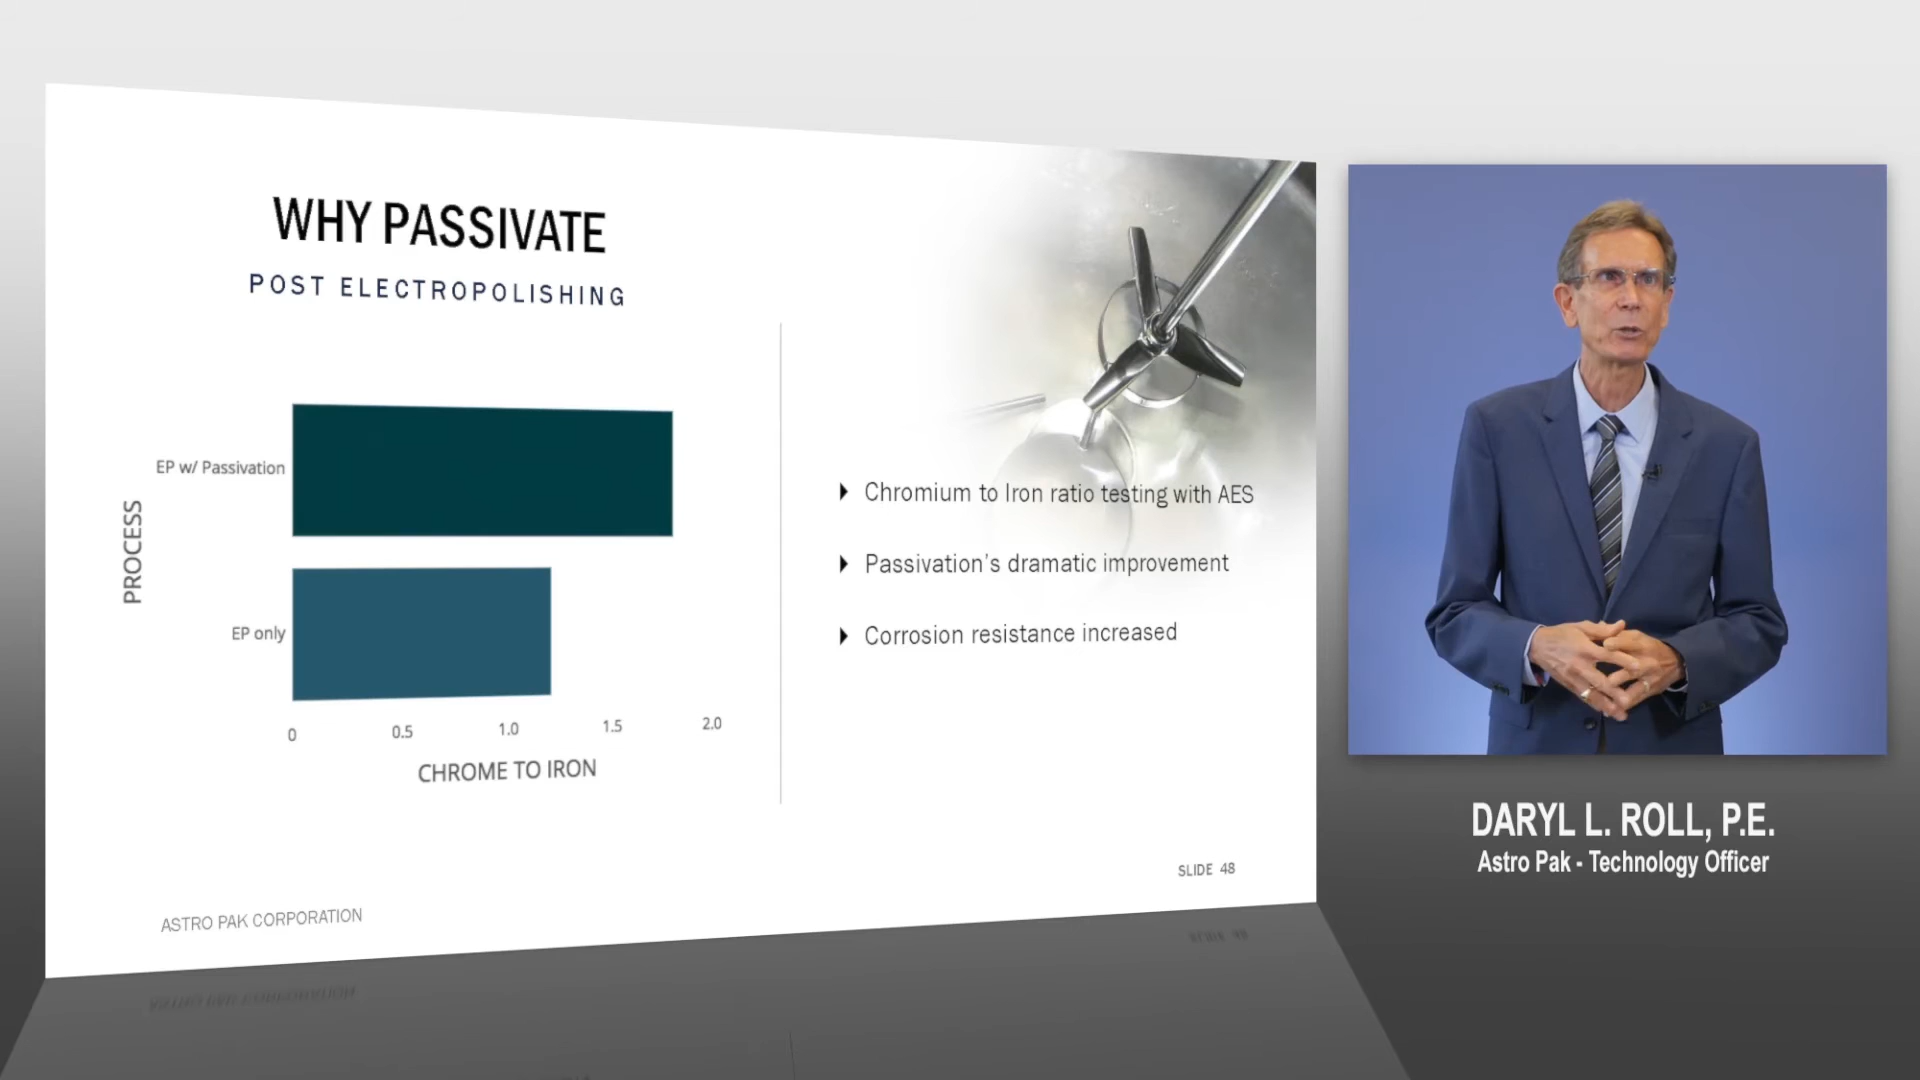 WHY PASSIVATE
POST ELECTROPOLISHING
PROCESS
EP w/ Passivation
EP only
0 0.5 1.0 1.5 2.0
CHROME TO IRON
Chromium to Iron ratio testing with AES
Passivation's dramatic improvement
Corrosion resistance increased
SLIDE 48
ASTRO PAK CORPORATION
DARYL L. ROLL, P.E.
Astro Pak - Technology Officer